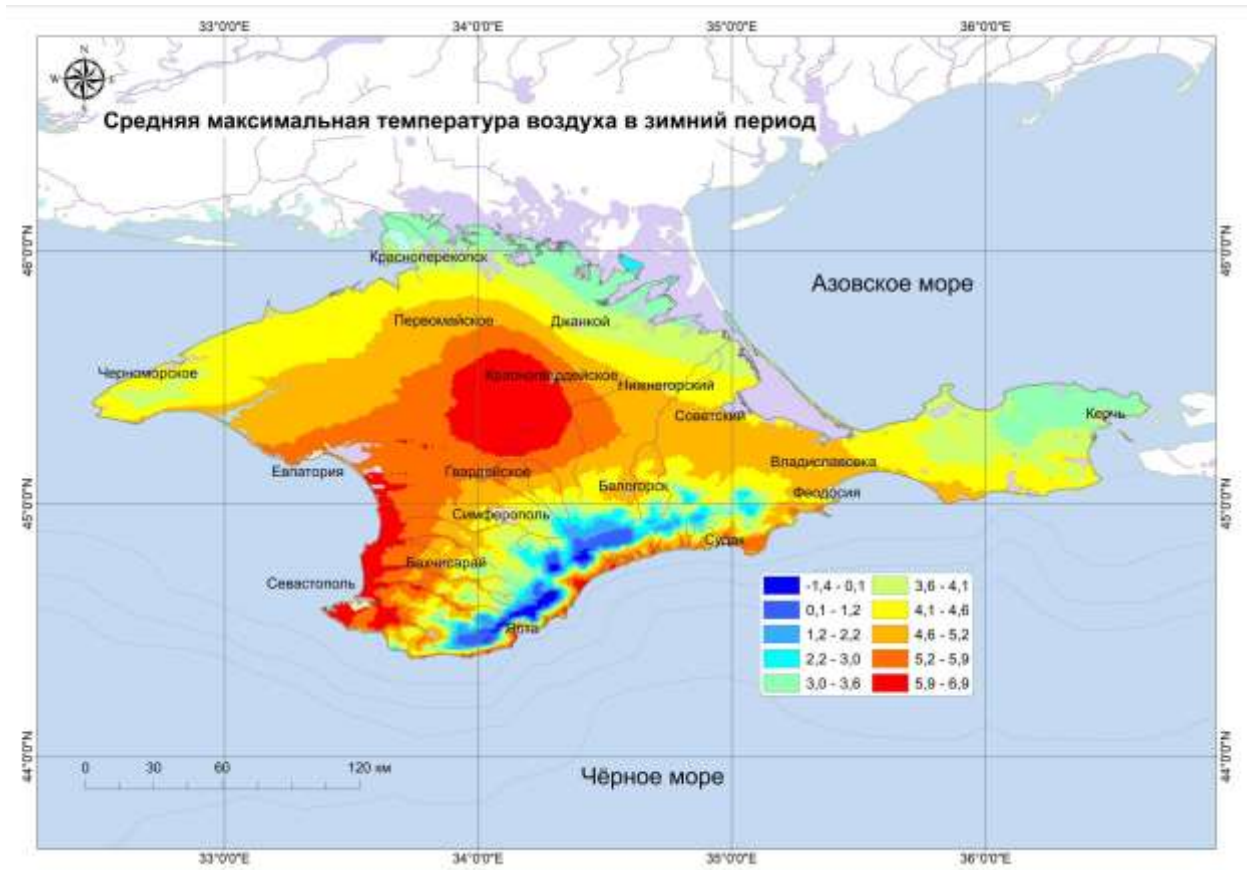 33°0'0"E 34°0'0"E 35°0'0"E 36°0'0"E
N
W E
S
Средняя максимальная температура воздуха в зимний период
46°0'0"N 46°0'0"N
Красноперекопск
Азовское море
Первомайское Джанкой
Черноморское Красногвардейское Нижнегорский
Советский Керчь
Евпатория Гвардейское Владиславовка
Балогорск Феодосия
45°0'0"N 45°0'0"N
Симферополь
Судак
Бахчисарай
Севастополь
Ялта
-1,4 - 0,1 3,6 - 4,1
0,1 - 1,2 4,1 - 4,6
1,2 - 2,2 4,6 - 5,2
2,2 - 3,0 5,2 - 5,9
3,0 - 3,6 5,9 - 6,9
44°0'0"N 44°0'0"N
0 30 60 120 км
Чёрное море
33°0'0"E 34°0'0"E 35°0'0"E 36°0'0"E